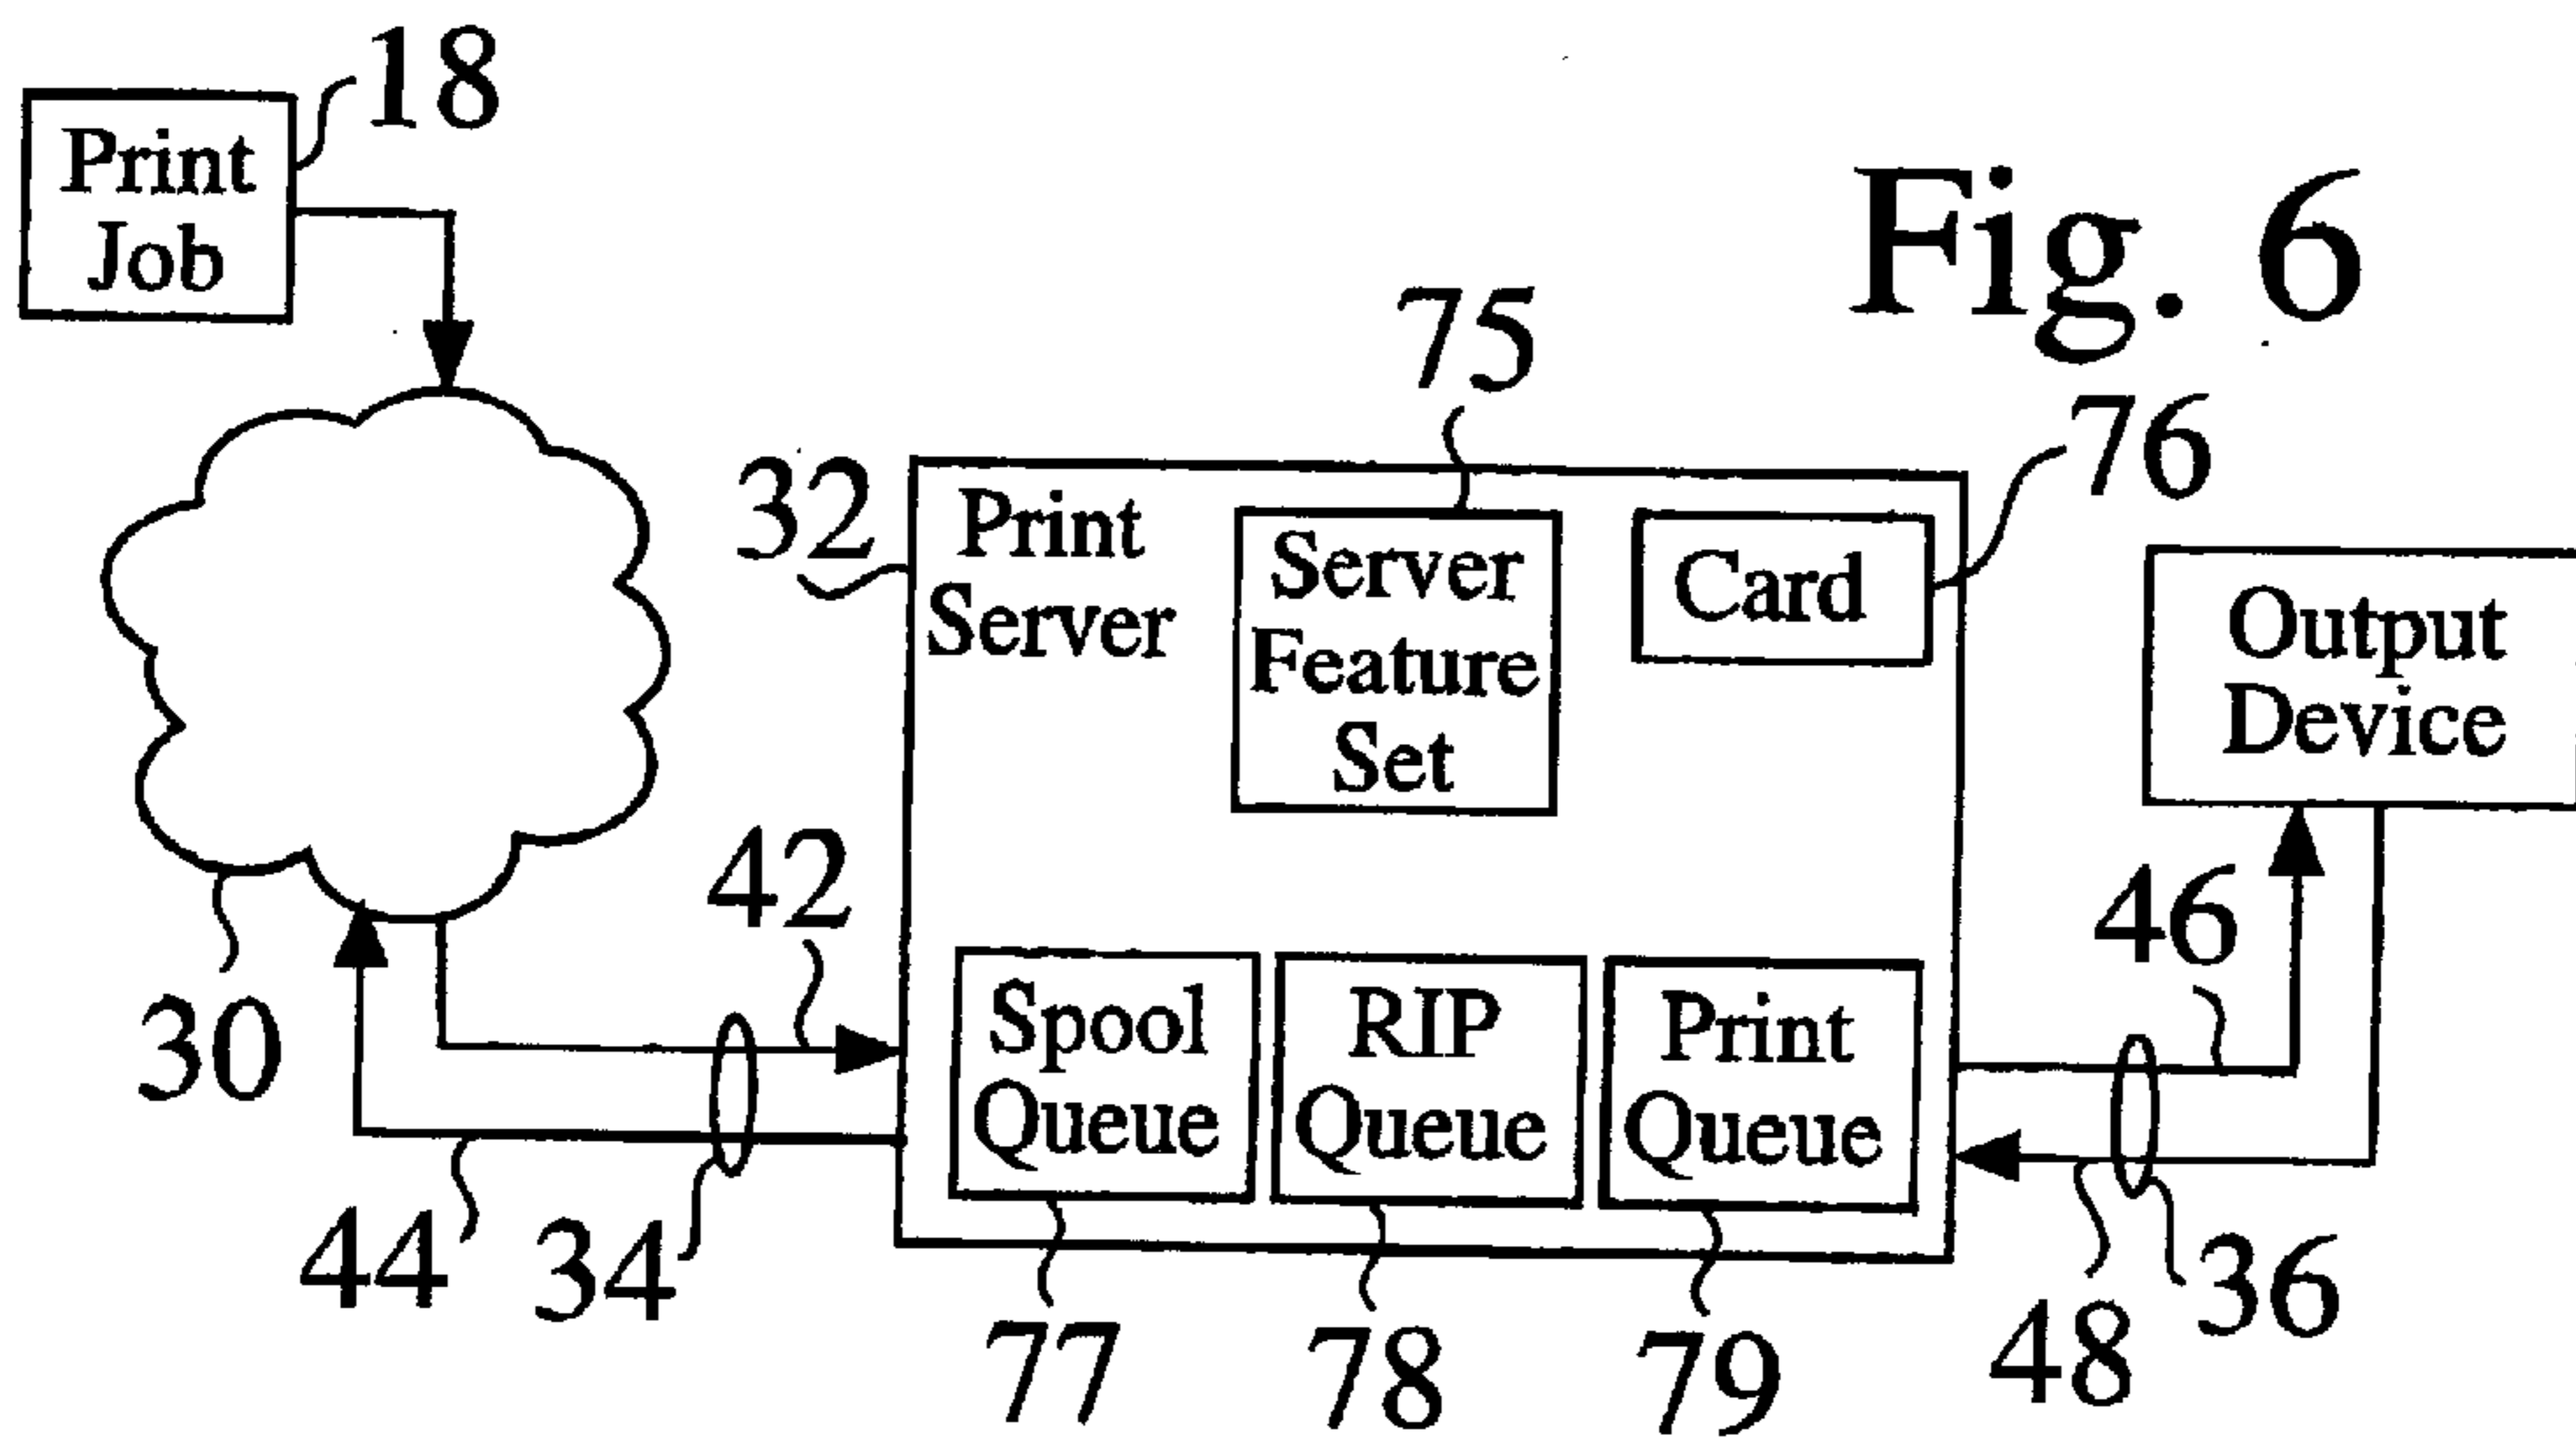 18
Print
Job
Fig. 6
75
76
32
Print
Server
Server
Feature
Set
Card
Output
Device
42
46
30
Spool
Queue
RIP
Queue
Print
Queue
44
34
77
78
79
48
36